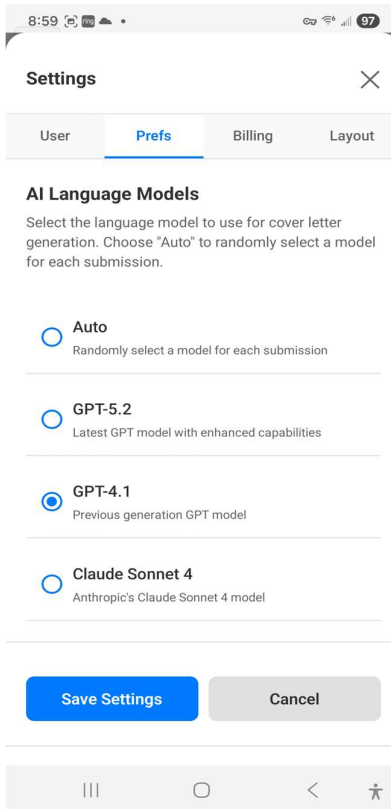 8:59
ring
97
Settings
User Prefs Billing Layout
AI Language Models
Select the language model to use for cover letter
generation. Choose "Auto" to randomly select a model
for each submission.
Auto
Randomly select a model for each submission
GPT-5.2
Latest GPT model with enhanced capabilities
GPT-4.1
Previous generation GPT model
Claude Sonnet 4
Anthropic's Claude Sonnet 4 model
Save Settings Cancel